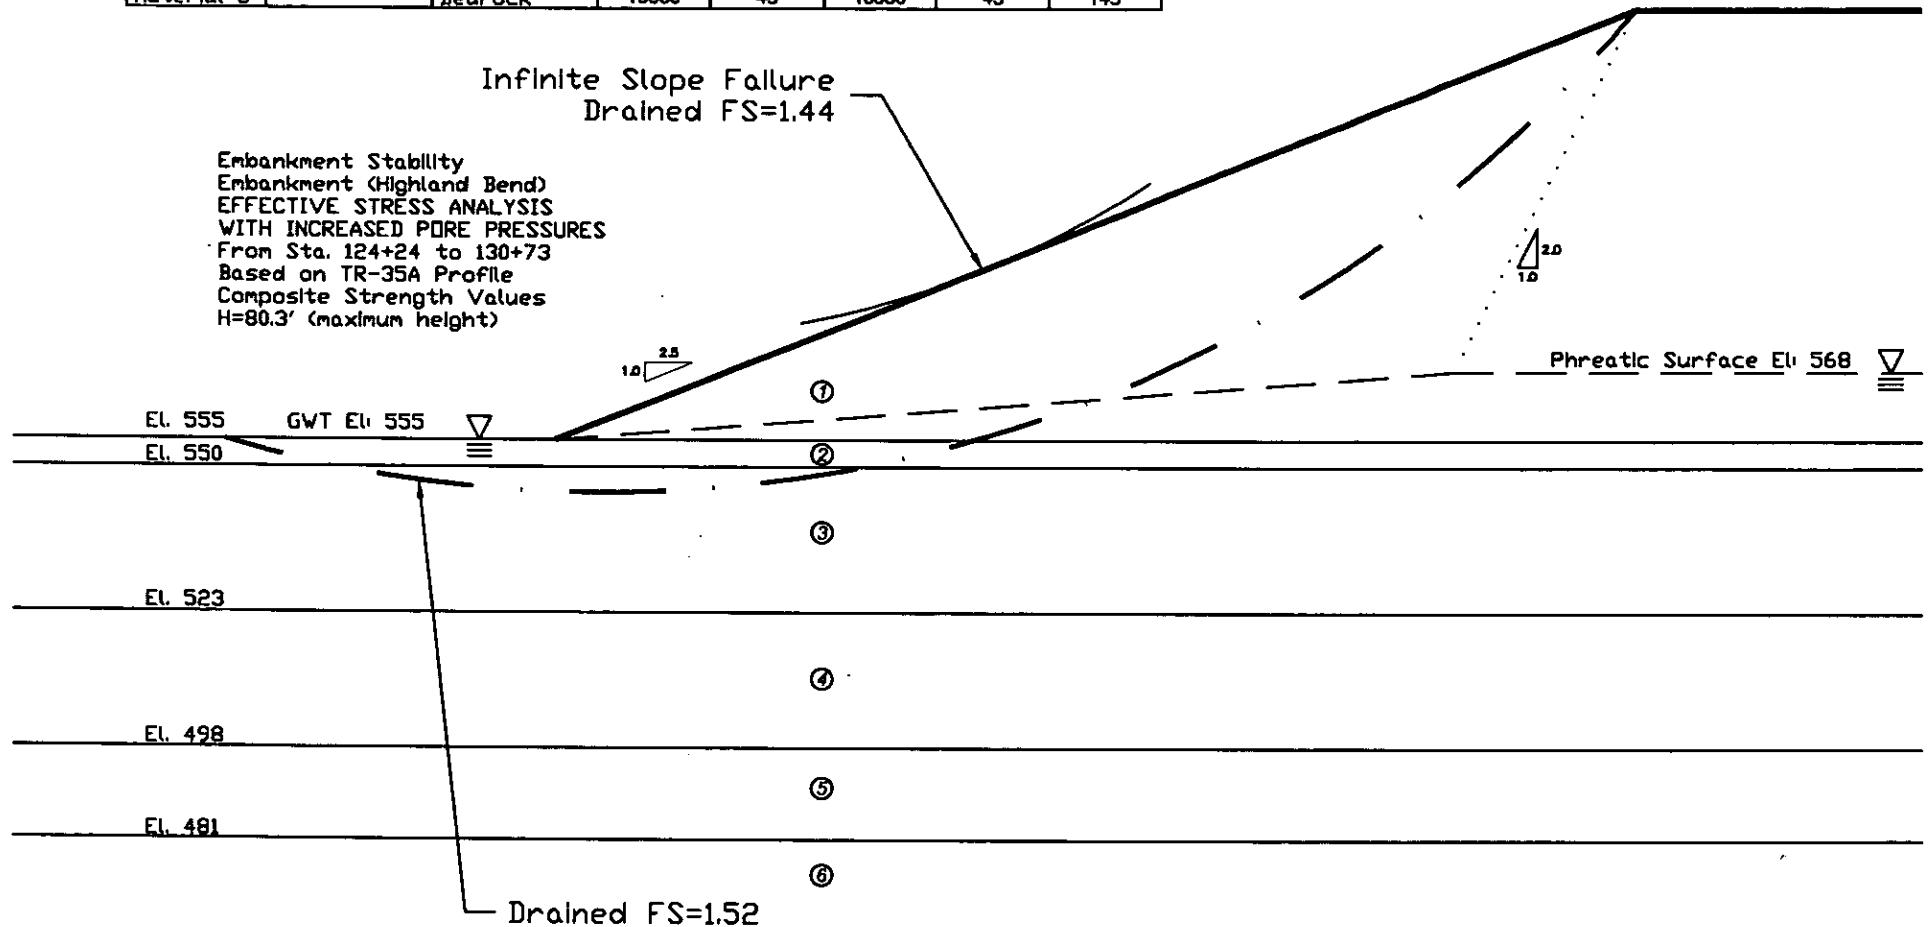 Infinite Slope Failure
Drained FS=1.44
Embankment Stability
Embankment (Highland Bend)
EFFECTIVE STRESS ANALYSIS
WITH INCREASED PORE PRESSURES
From Sta. 124+24 to 130+73
Based on TR-35A Profile
Composite Strength Values
H=80.3' (maximum height)
2.0
1.0
2.5
1.0
Phreatic Surface El: 568
1
El. 555
GWT El: 555
El. 550
2
3
El. 523
4
El. 498
5
El. 481
6
Drained FS=1.52